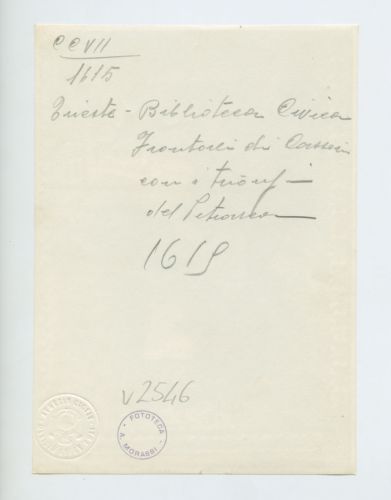 CCVII
1615
Trieste - Biblioteca Civica
Frontali di Cassoni
con i trionfi
del Petrarca
1619
V2546
FOTOTECA
A. MORASSI